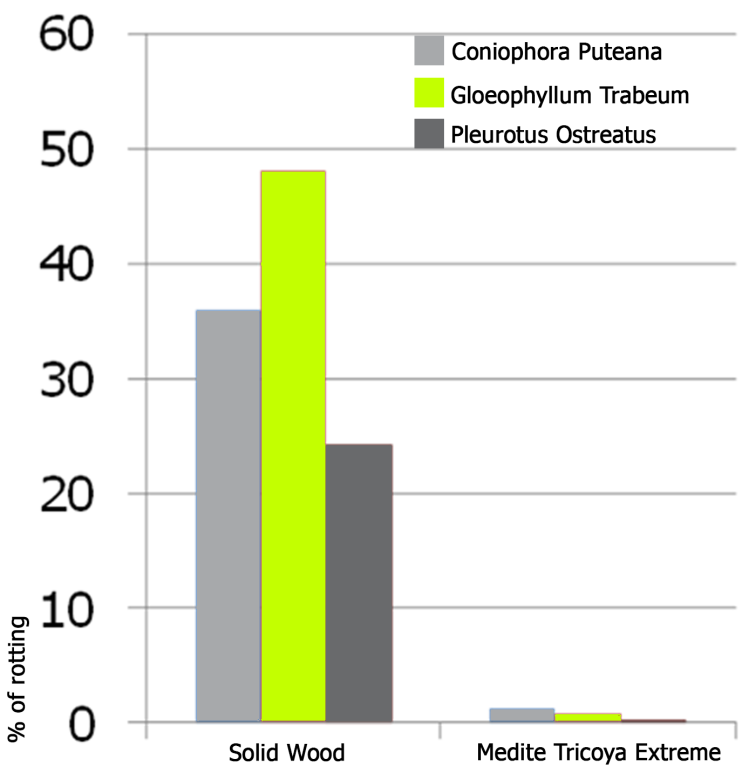 60
Coniophora Puteana
Gloeophyllum Trabeum
Pleurotus Ostreatus
50
40
30
20
10
0
% of rotting
Solid Wood
Medite Tricoya Extreme